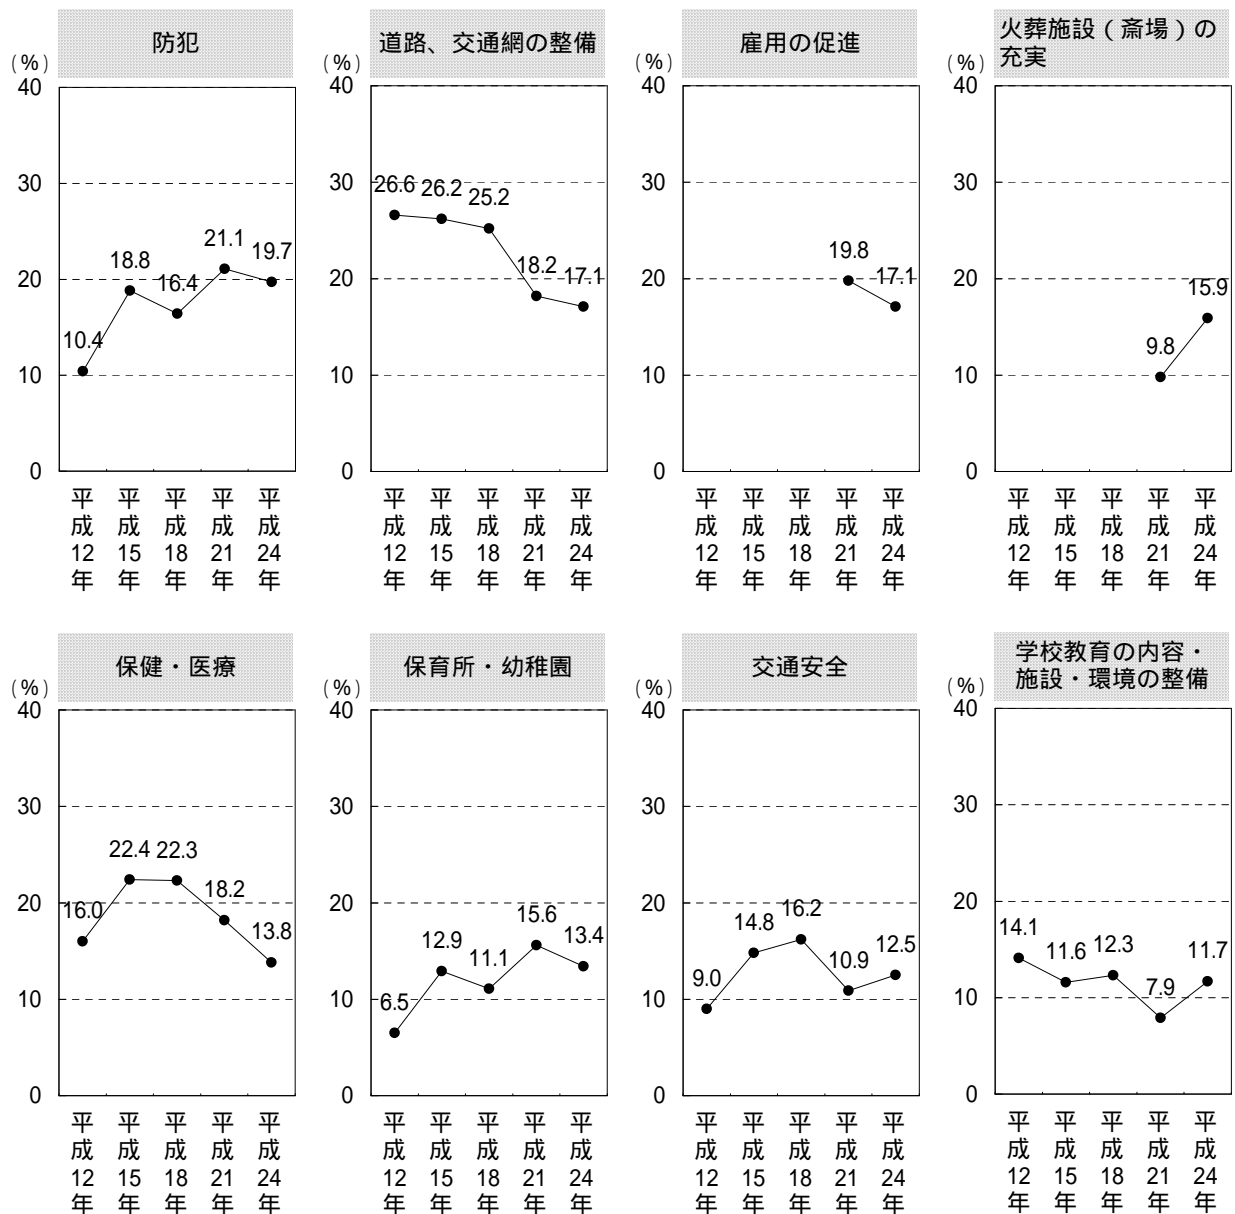 防犯
(%)
40
30
20
10
0
10.4
18.8
16.4
21.1
19.7
平成12年
平成15年
平成18年
平成21年
平成24年
道路、交通網の整備
(%)
40
30
20
10
0
26.6
26.2
25.2
18.2
17.1
平成12年
平成15年
平成18年
平成21年
平成24年
雇用の促進
(%)
40
30
20
10
0
19.8
17.1
平成12年
平成15年
平成18年
平成21年
平成24年
火葬施設(斎場)の
充実
(%)
40
30
20
10
0
9.8
15.9
平成12年
平成15年
平成18年
平成21年
平成24年
保健・医療
(%)
40
30
20
10
0
16.0
22.4
22.3
18.2
13.8
平成12年
平成15年
平成18年
平成21年
平成24年
保育所・幼稚園
(%)
40
30
20
10
0
6.5
12.9
11.1
15.6
13.4
平成12年
平成15年
平成18年
平成21年
平成24年
交通安全
(%)
40
30
20
10
0
9.0
14.8
16.2
10.9
12.5
平成12年
平成15年
平成18年
平成21年
平成24年
学校教育の内容・
施設・環境の整備
(%)
40
30
20
10
0
14.1
11.6
12.3
7.9
11.7
平成12年
平成15年
平成18年
平成21年
平成24年